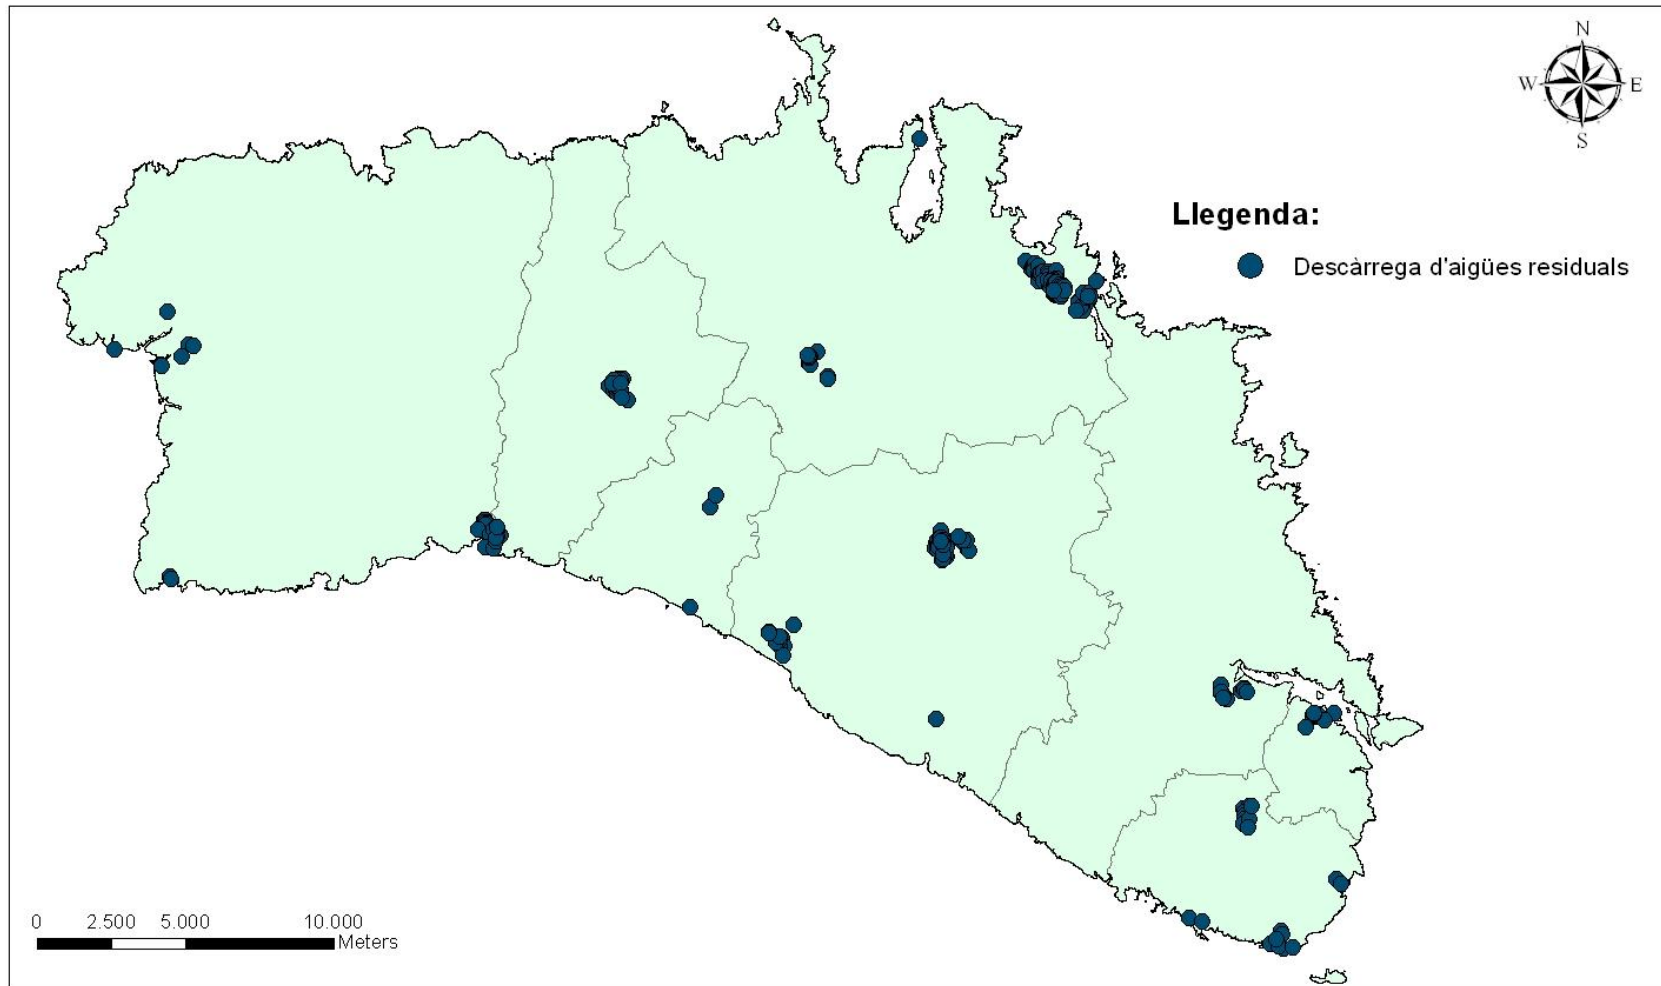 N
W E
S
Llegenda:
Descàrrega d'aigües residuals
0 2.500 5.000 10.000
Meters